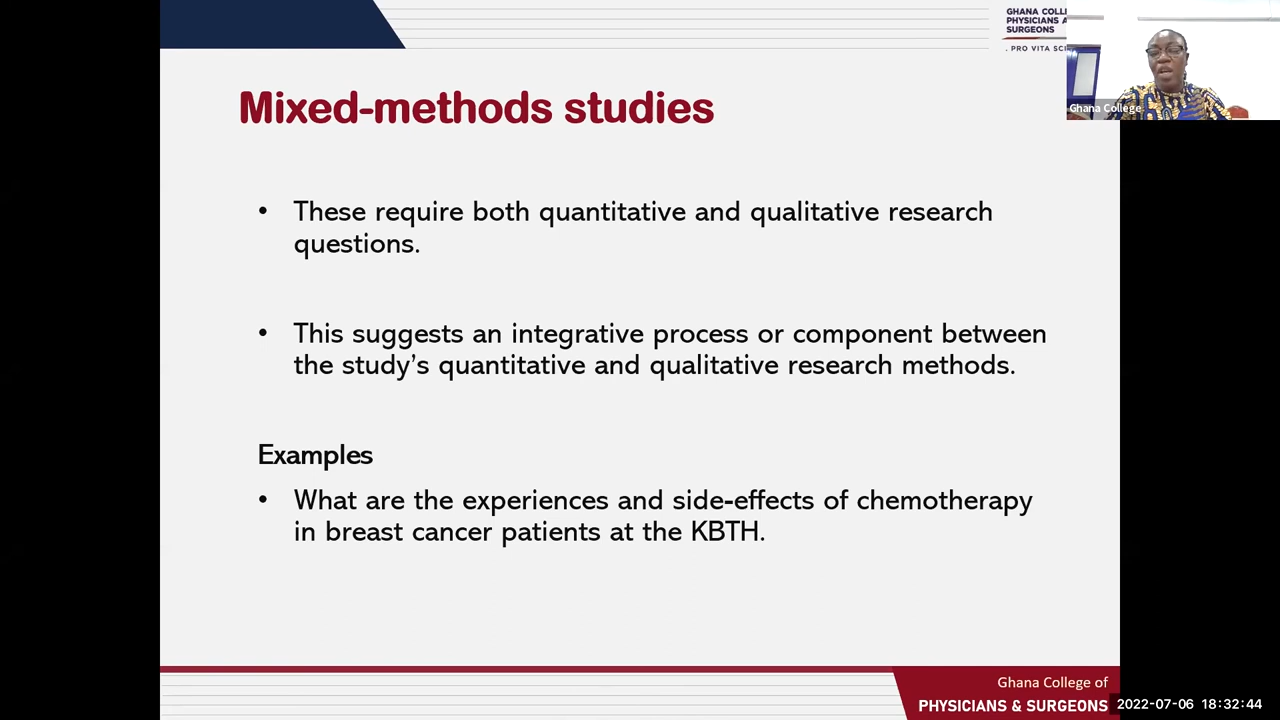 GHANA COLL
PHYSICIANS A
SURGEONS
. PRO VITA SCI
Ghana College
Mixed-methods studies
• These require both quantitative and qualitative research
questions.
• This suggests an integrative process or component between
the study's quantitative and qualitative research methods.
Examples
• What are the experiences and side-effects of chemotherapy
in breast cancer patients at the KBTH.
Ghana College of
PHYSICIANS & SURGEONS
2022-07-06 18:32:44